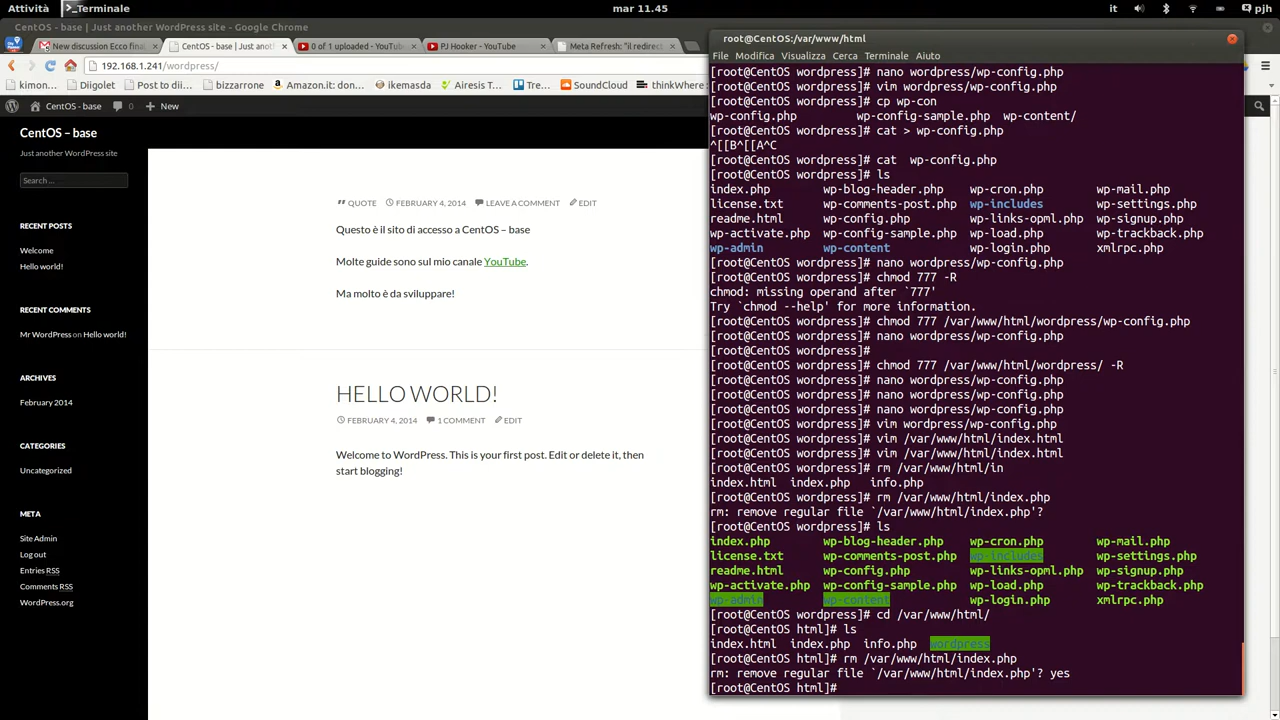 Attività
Terminale
mar 11.45
it
pjh
CentOS - base | Just another WordPress site - Google Chrome
New discussion Ecco final
CentOS - base | Just anot
0 of 1 uploaded - YouTube
PJ Hooker - YouTube
Meta Refresh: "il redirect
192.168.1.241/wordpress/
kimon...
Diigolet
bizzarrone
Amazon.it: don...
ikemasda
Airesis T...
Tre...
SoundCloud
thinkWhere
CentOS - base
0
New
CentOS – base
Just another WordPress site
Search ...
RECENT POSTS
Welcome
Hello world!
RECENT COMMENTS
Mr WordPress on Hello world!
ARCHIVES
February 2014
CATEGORIES
Uncategorized
META
Site Admin
Log out
Entries RSS
Comments RSS
WordPress.org
QUOTE FEBRUARY 4, 2014 LEAVE A COMMENT EDIT
Questo è il sito di accesso a CentOS – base
Molte guide sono sul mio canale YouTube.
Ma molto è da sviluppare!
HELLO WORLD!
FEBRUARY 4, 2014 1 COMMENT EDIT
Welcome to WordPress. This is your first post. Edit or delete it, then
start blogging!
root@CentOS:/var/www/html
File Modifica Visualizza Cerca Terminale Aiuto
[root@CentOS wordpress]# nano wordpress/wp-config.php
[root@CentOS wordpress]# vim wordpress/wp-config.php
[root@CentOS wordpress]# cp wp-con
wp-config.php wp-config-sample.php wp-content/
[root@CentOS wordpress]# cat > wp-config.php
^[[B^[[A^C
[root@CentOS wordpress]# cat  wp-config.php
[root@CentOS wordpress]# ls
index.php wp-blog-header.php wp-cron.php wp-mail.php
license.txt wp-comments-post.php wp-includes wp-settings.php
readme.html wp-config.php wp-links-opml.php wp-signup.php
wp-activate.php wp-config-sample.php wp-load.php wp-trackback.php
wp-admin wp-content wp-login.php xmlrpc.php
[root@CentOS wordpress]# nano wordpress/wp-config.php
[root@CentOS wordpress]# chmod 777 -R
chmod: missing operand after `777'
Try `chmod --help' for more information.
[root@CentOS wordpress]# chmod 777 /var/www/html/wordpress/wp-config.php
[root@CentOS wordpress]# nano wordpress/wp-config.php
[root@CentOS wordpress]#
[root@CentOS wordpress]# chmod 777 /var/www/html/wordpress/ -R
[root@CentOS wordpress]# nano wordpress/wp-config.php
[root@CentOS wordpress]# nano wordpress/wp-config.php
[root@CentOS wordpress]# nano wordpress/wp-config.php
[root@CentOS wordpress]# vim wordpress/wp-config.php
[root@CentOS wordpress]# vim /var/www/html/index.html
[root@CentOS wordpress]# vim /var/www/html/index.html
[root@CentOS wordpress]# rm /var/www/html/in
index.html index.php info.php
[root@CentOS wordpress]# rm /var/www/html/index.php
rm: remove regular file `/var/www/html/index.php'?
[root@CentOS wordpress]# ls
index.php wp-blog-header.php wp-cron.php wp-mail.php
license.txt wp-comments-post.php wp-includes wp-settings.php
readme.html wp-config.php wp-links-opml.php wp-signup.php
wp-activate.php wp-config-sample.php wp-load.php wp-trackback.php
wp-admin wp-content wp-login.php xmlrpc.php
[root@CentOS wordpress]# cd /var/www/html/
[root@CentOS html]# ls
index.html index.php info.php wordpress
[root@CentOS html]# rm /var/www/html/index.php
rm: remove regular file `/var/www/html/index.php'? yes
[root@CentOS html]#